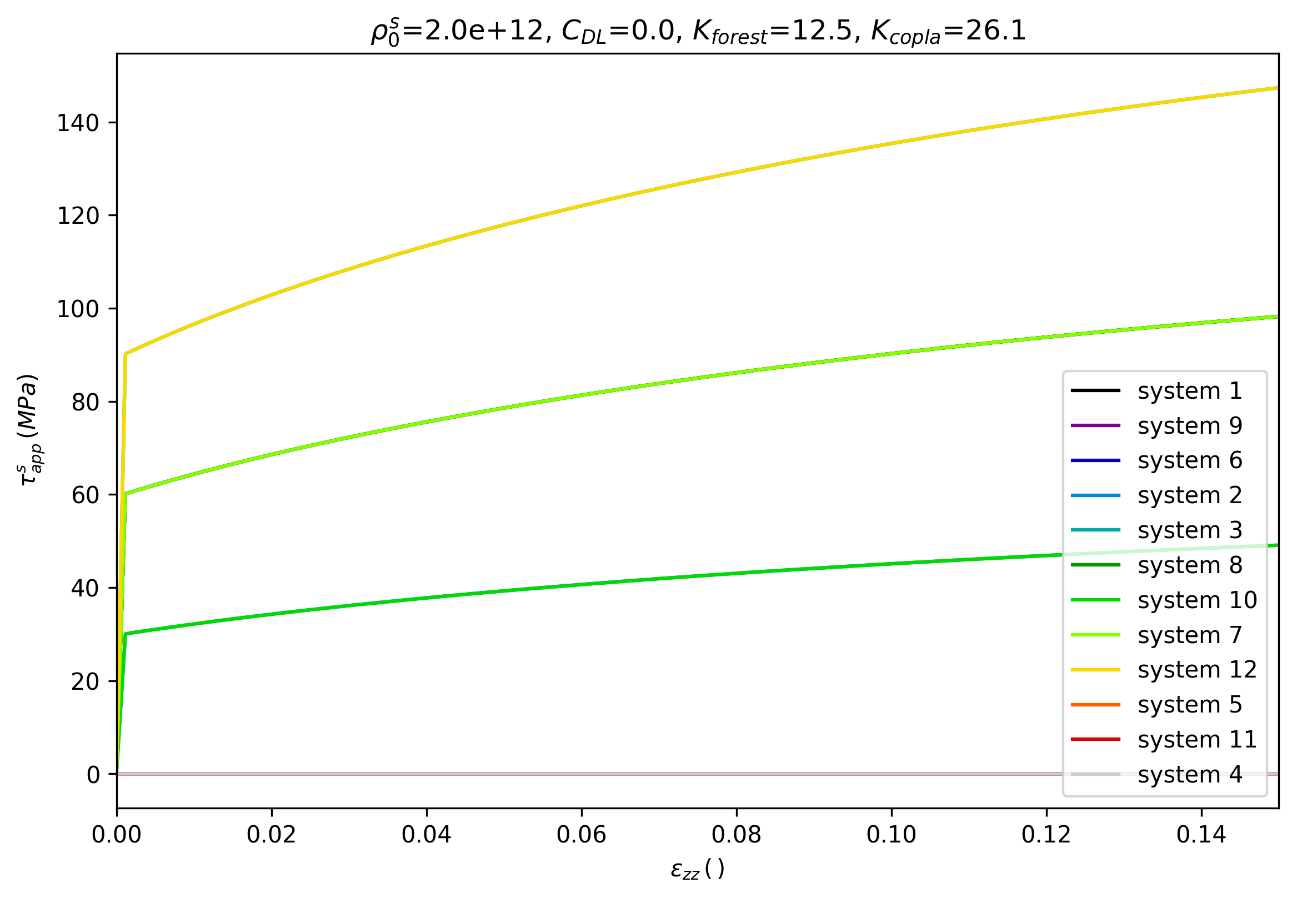 ρ₀ˢ=2.0e+12, C_DL=0.0, K_forest=12.5, K_copla=26.1
140
120
100
80
60
40
20
0
τˢ_app (MPa)
system 1
system 9
system 6
system 2
system 3
system 8
system 10
system 7
system 12
system 5
system 11
system 4
0.00 0.02 0.04 0.06 0.08 0.10 0.12 0.14
ε_zz ( )